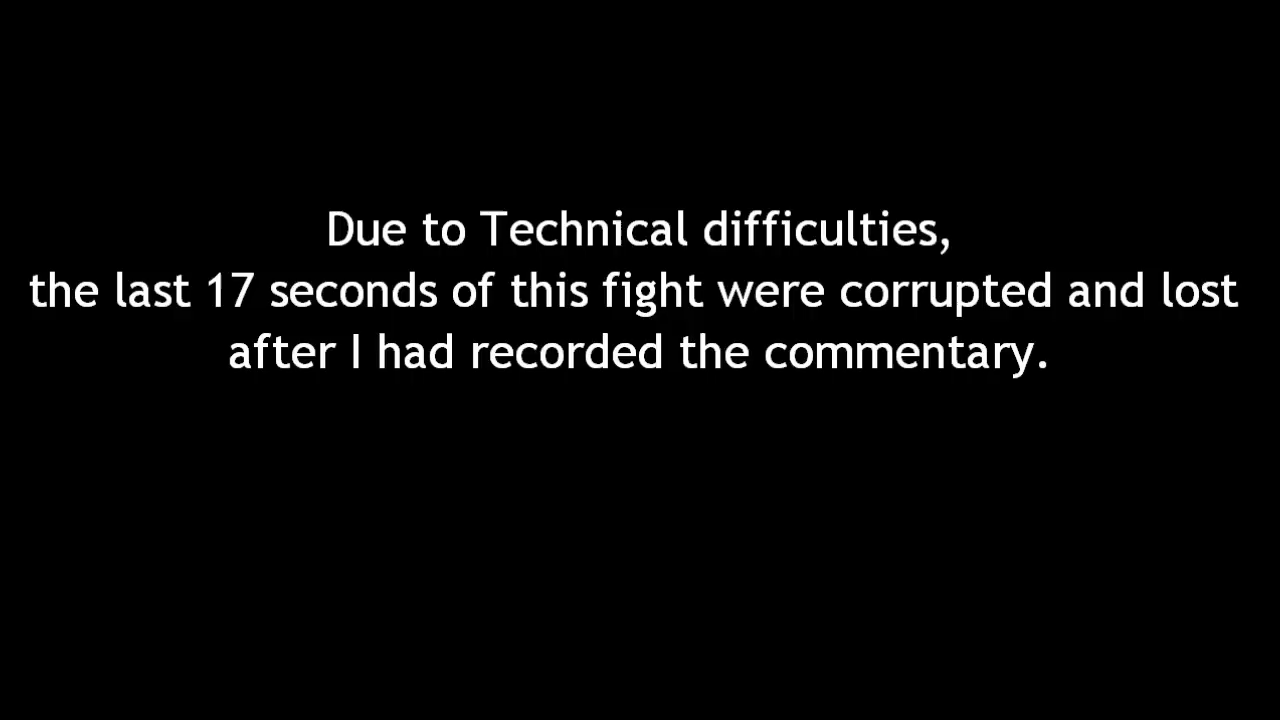 Due to Technical difficulties,
the last 17 seconds of this fight were corrupted and lost
after I had recorded the commentary.